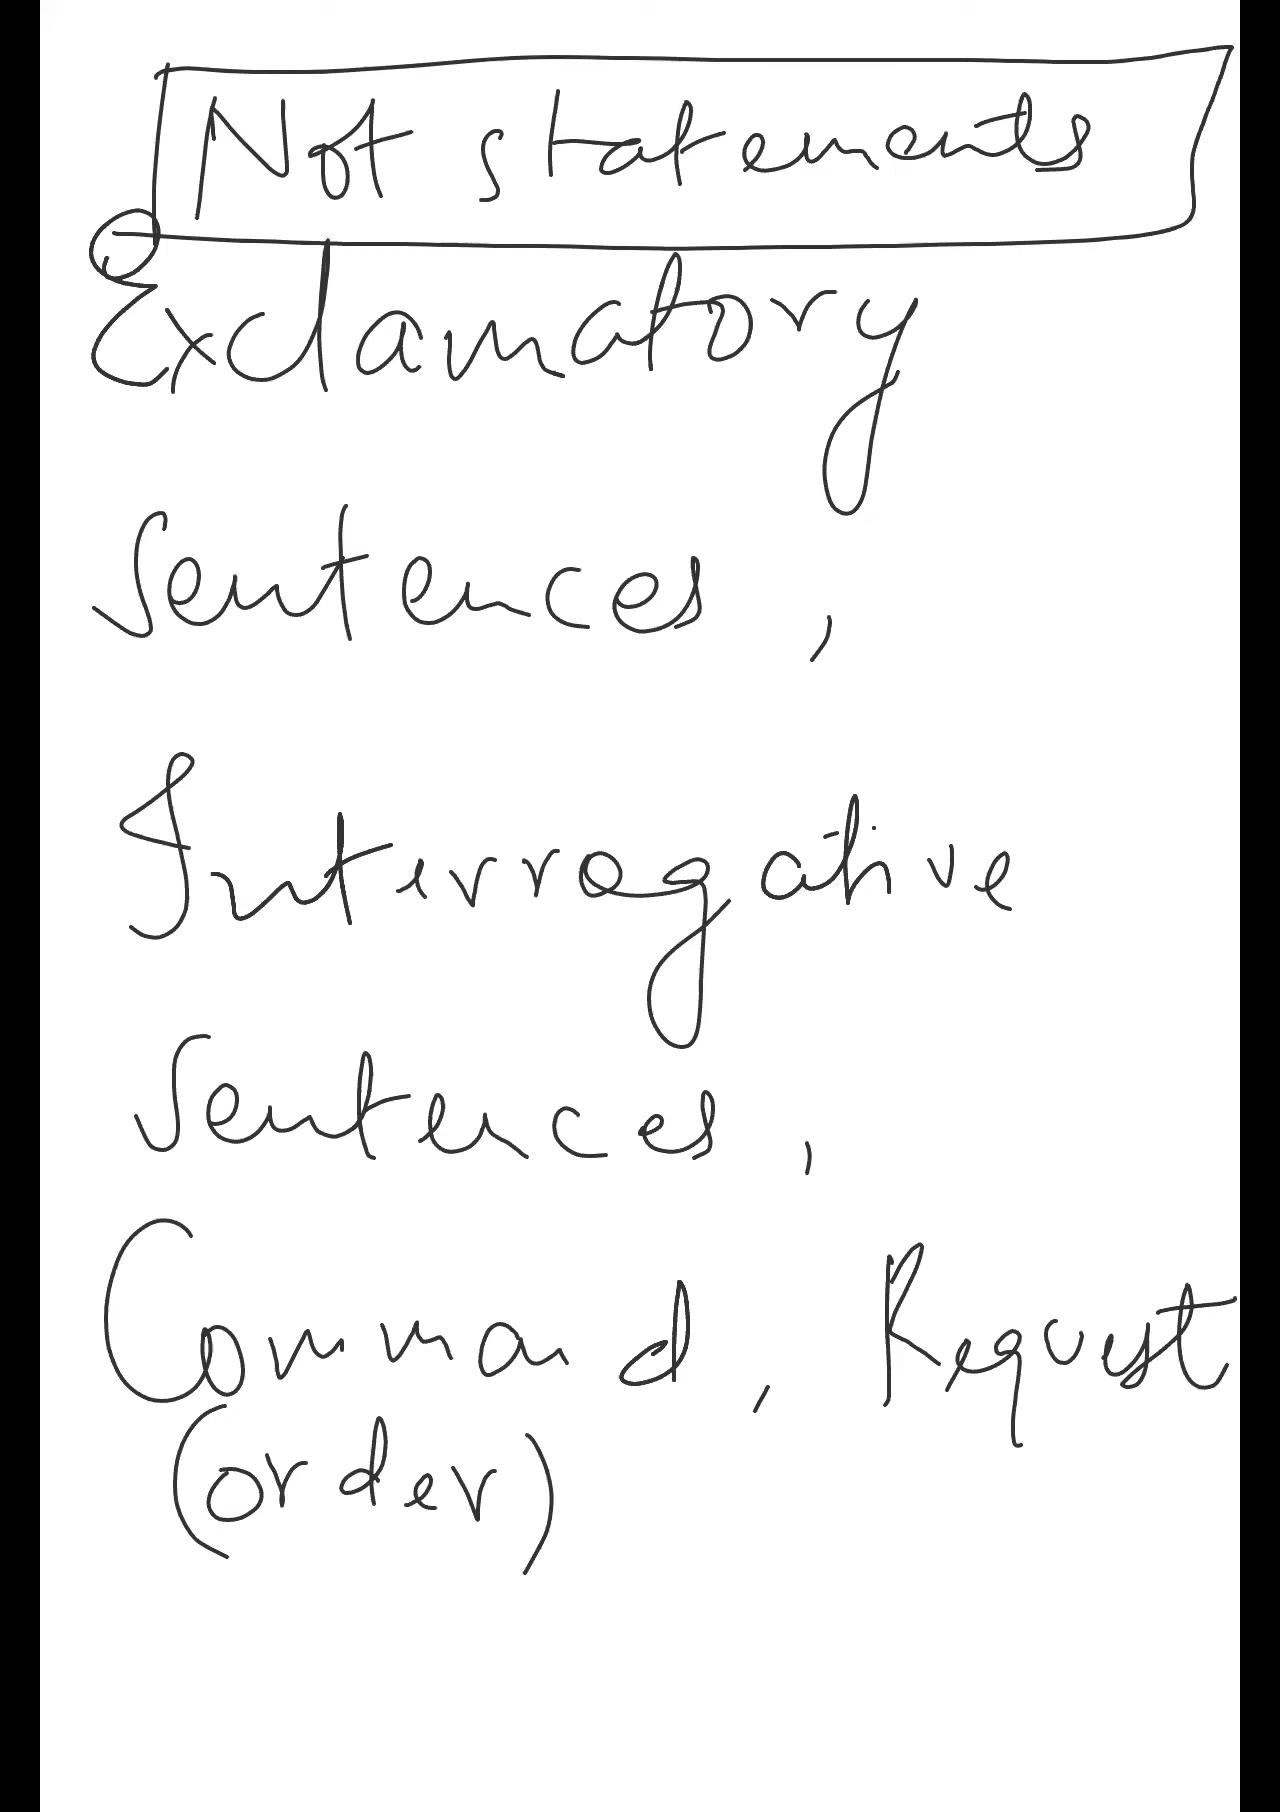 Not statements
Exclamatory
Sentences,
Interrogative
Sentences,
Command, Request
(order)